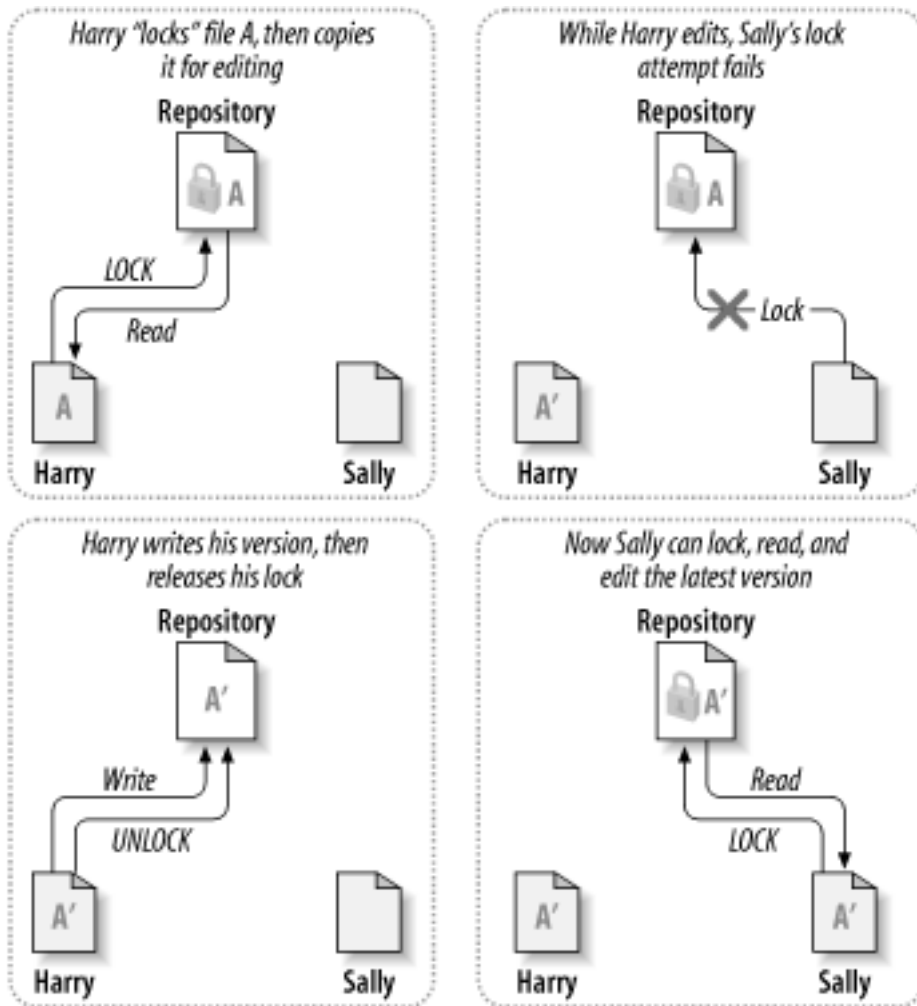 Harry “locks” file A, then copies
it for editing
Repository
A
LOCK
Read
A
Harry
Sally
While Harry edits, Sally’s lock
attempt fails
Repository
A
Lock
A′
Harry
Sally
Harry writes his version, then
releases his lock
Repository
A′
Write
UNLOCK
A′
Harry
Sally
Now Sally can lock, read, and
edit the latest version
Repository
A′
Read
LOCK
A′
Harry
A′
Sally